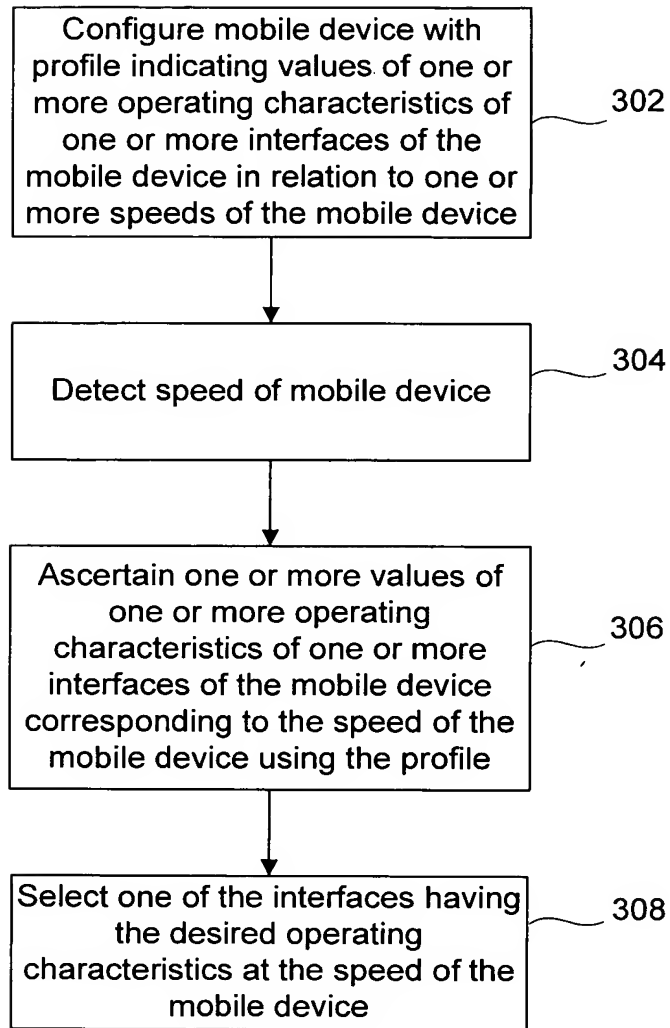 Configure mobile device with
profile indicating values of one or
more operating characteristics of
one or more interfaces of the
mobile device in relation to one or
more speeds of the mobile device
302
Detect speed of mobile device
304
Ascertain one or more values of
one or more operating
characteristics of one or more
interfaces of the mobile device
corresponding to the speed of the
mobile device using the profile
306
Select one of the interfaces having
the desired operating
characteristics at the speed of the
mobile device
308